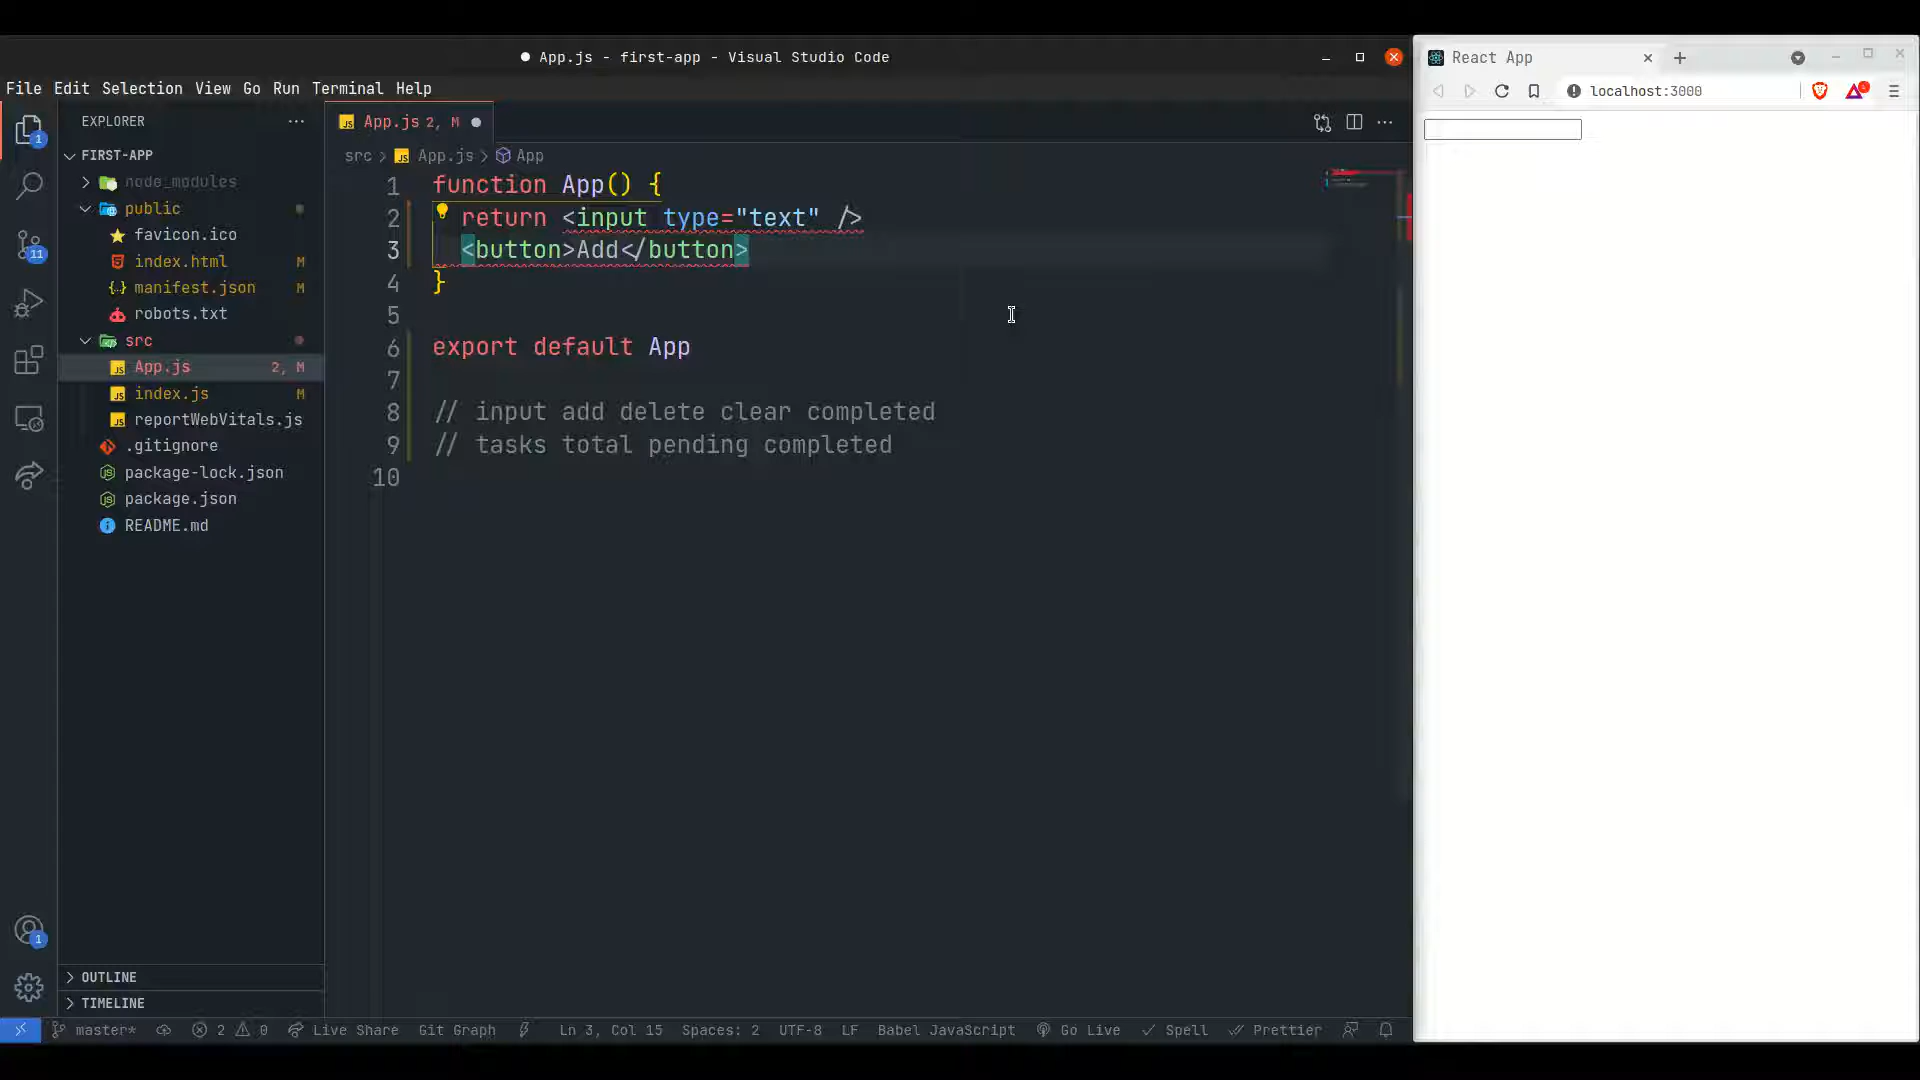 App.js - first-app - Visual Studio Code
File Edit Selection View Go Run Terminal Help
EXPLORER
FIRST-APP
node_modules
public
favicon.ico
index.html M
manifest.json M
robots.txt
src
App.js 2, M
index.js M
reportWebVitals.js
.gitignore
package-lock.json
package.json
README.md
OUTLINE
TIMELINE
1
11
1
App.js 2, M
src > App.js > App
1 function App() {
2 return <input type="text" />
3 <button>Add</button>
4 }
5
6 export default App
7
8 // input add delete clear completed
9 // tasks total pending completed
10
master* 2 0 Live Share Git Graph Ln 3, Col 15 Spaces: 2 UTF-8 LF Babel JavaScript Go Live Spell Prettier
React App
localhost:3000